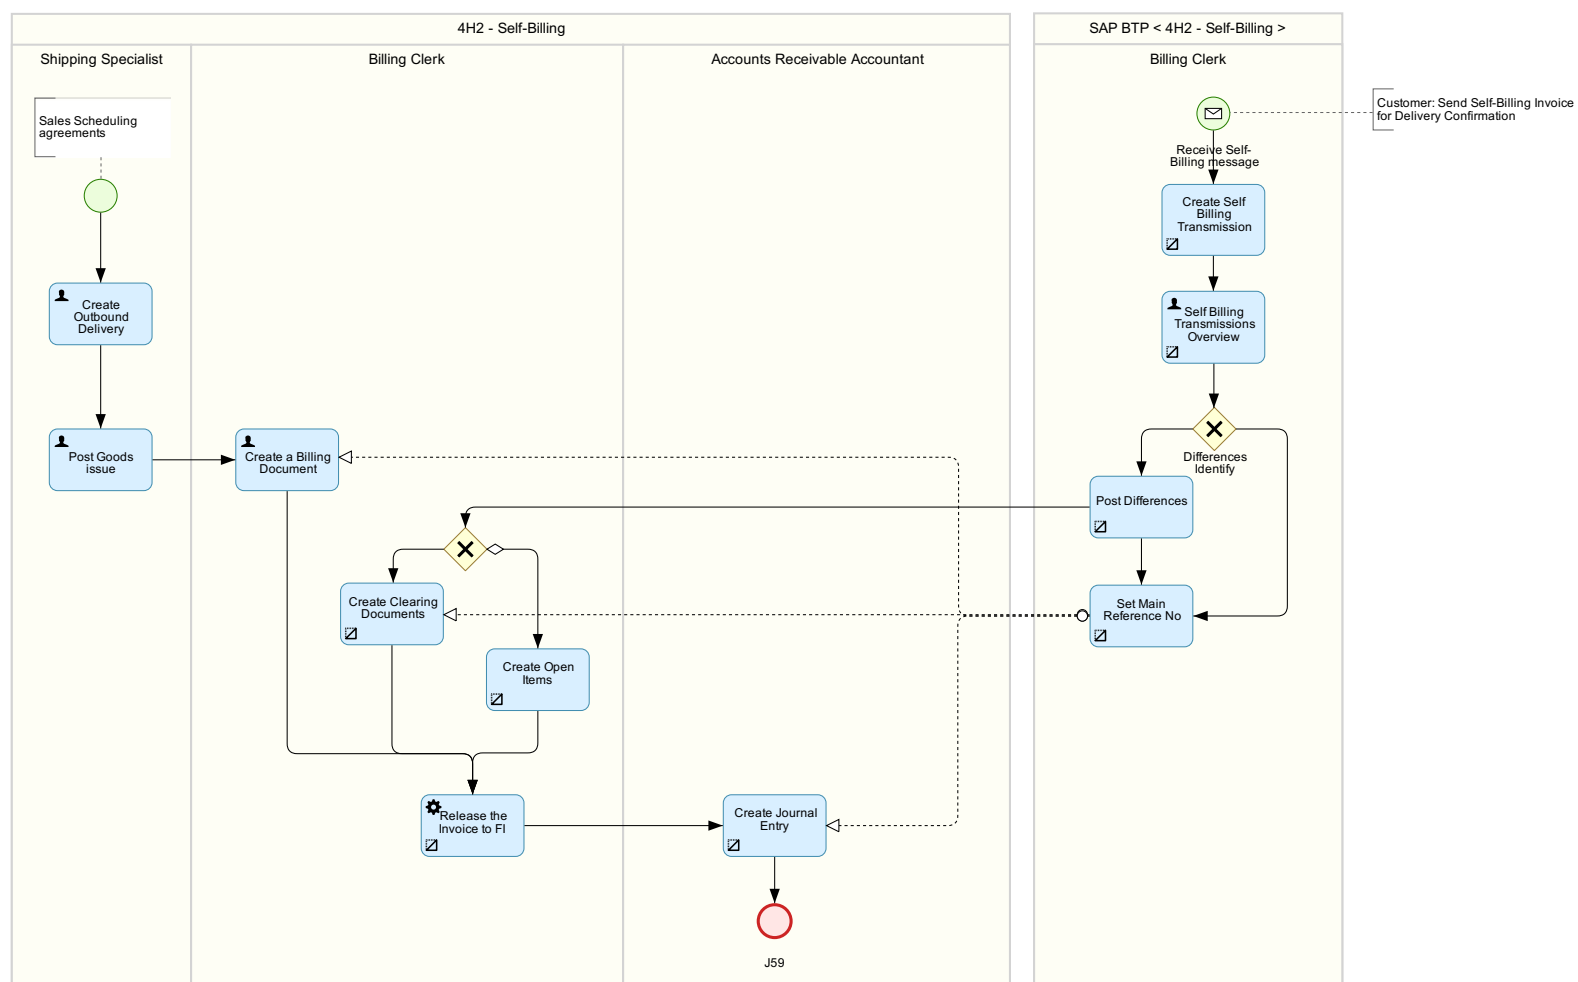 4H2 - Self-Billing
SAP BTP < 4H2 - Self-Billing >
Shipping Specialist
Billing Clerk
Accounts Receivable Accountant
Billing Clerk
Sales Scheduling
agreements
Customer: Send Self-Billing Invoice
for Delivery Confirmation
Receive Self-
Billing message
Create Self
Billing
Transmission
Create
Outbound
Delivery
Self Billing
Transmissions
Overview
Post Goods
issue
Create a Billing
Document
Differences
Identify
Post Differences
Create Clearing
Documents
Set Main
Reference No
Create Open
Items
Release the
Invoice to FI
Create Journal
Entry
J59